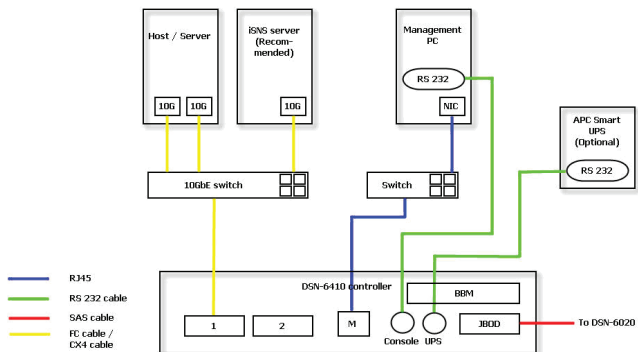 Host / Server
10G
10G
iSNS server
(Recom-
mended)
10G
Management
PC
RS 232
NIC
APC Smart
UPS
(Optional)
RS 232
10GbE switch
Switch
RJ45
RS 232 cable
SAS cable
FC cable /
CX4 cable
DSN-6410 controller
BBM
1
2
M
Console
UPS
JBOD
To DSN-6020